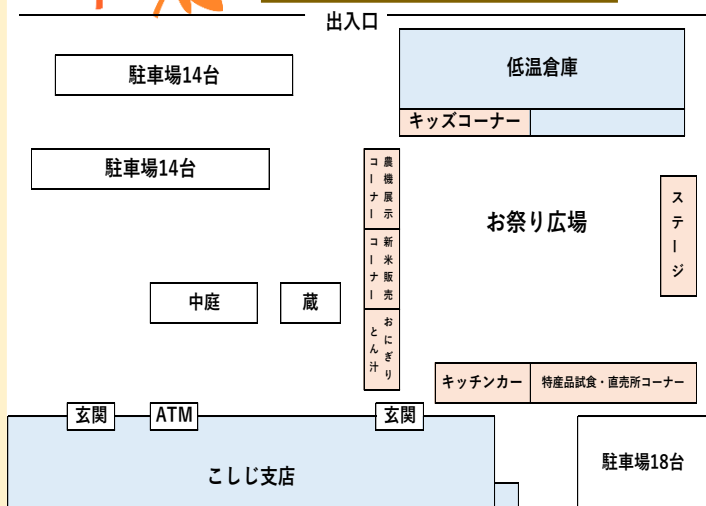 出入口
駐車場14台
低温倉庫
キッズコーナー
駐車場14台
農機展示
コーナー
お祭り広場
ステージ
新米販売
コーナー
中庭
蔵
おにぎり
とん汁
キッチンカー
特産品試食・直売所コーナー
玄関
ATM
玄関
こしじ支店
駐車場18台